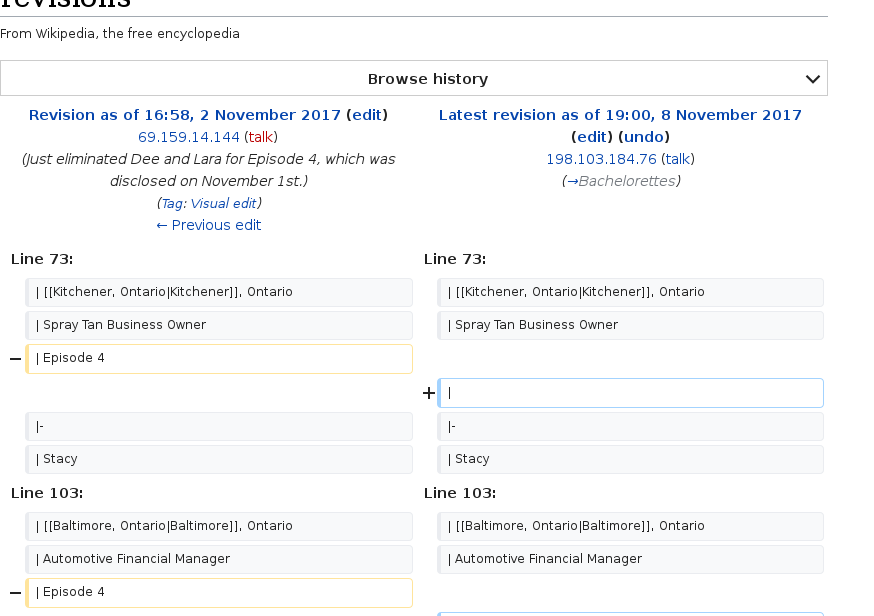 revisions
From Wikipedia, the free encyclopedia
Browse history
Revision as of 16:58, 2 November 2017 (edit)
69.159.14.144 (talk)
(Just eliminated Dee and Lara for Episode 4, which was
disclosed on November 1st.)
(Tag: Visual edit)
← Previous edit
Latest revision as of 19:00, 8 November 2017
(edit) (undo)
198.103.184.76 (talk)
(→Bachelorettes)
Line 73:
Line 73:
| [[Kitchener, Ontario|Kitchener]], Ontario
| [[Kitchener, Ontario|Kitchener]], Ontario
| Spray Tan Business Owner
| Spray Tan Business Owner
− | Episode 4
+ |
|-
|-
| Stacy
| Stacy
Line 103:
Line 103:
| [[Baltimore, Ontario|Baltimore]], Ontario
| [[Baltimore, Ontario|Baltimore]], Ontario
| Automotive Financial Manager
| Automotive Financial Manager
− | Episode 4